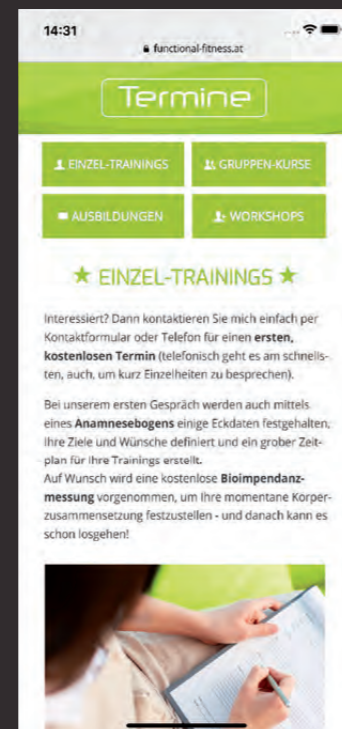 14:31
functional-fitness.at
Termine
EINZEL-TRAININGS
GRUPPEN-KURSE
AUSBILDUNGEN
WORKSHOPS
EINZEL-TRAININGS
Interessiert? Dann kontaktieren Sie mich einfach per
Kontaktformular oder Telefon für einen ersten,
kostenlosen Termin (telefonisch geht es am schnells-
ten, auch, um kurz Einzelheiten zu besprechen).
Bei unserem ersten Gespräch werden auch mittels
eines Anamnesebogens einige Eckdaten festgehalten,
Ihre Ziele und Wünsche definiert und ein grober Zeit-
plan für Ihre Trainings erstellt.
Auf Wunsch wird eine kostenlose Bioimpendanz-
messung vorgenommen, um Ihre momentane Körper-
zusammensetzung festzustellen - und danach kann es
schon losgehen!